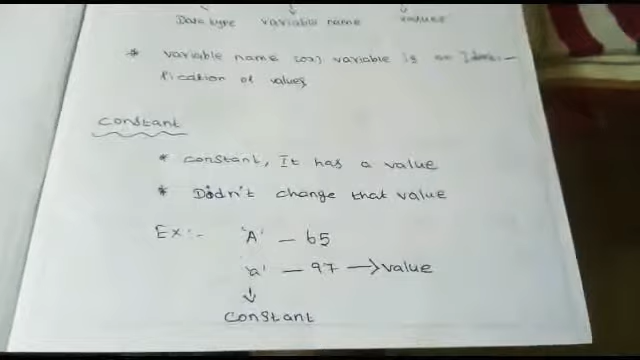 Data type variable name values
* variable name (or) variable is an Identi-
fication of values
Constant
* constant, It has a value
* Didn't change that value
Ex:- 'A' - 65
'a' - 97 → value
↓
Constant